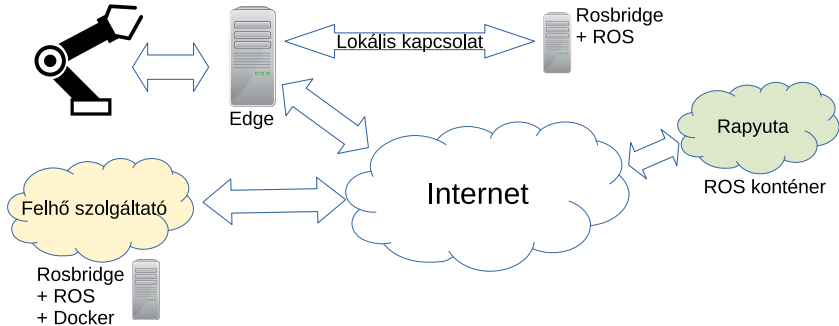 Rosbridge
+ ROS
Lokális kapcsolat
Edge
Rapyuta
ROS konténer
Internet
Felhő szolgáltató
Rosbridge
+ ROS
+ Docker